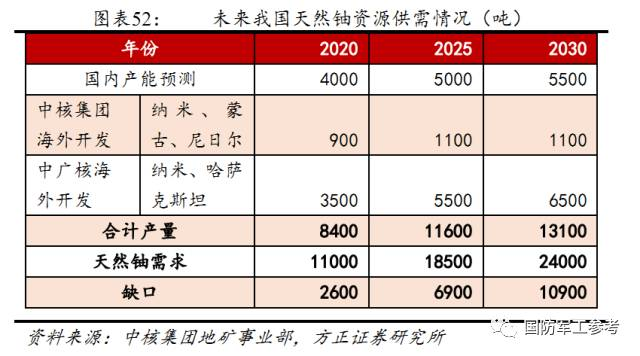 图表52: 未来我国天然铀资源供需情况（吨）
年份 2020 2025 2030
国内产能预测 4000 5000 5500
中核集团 纳米、蒙
海外开发 古、尼日尔 900 1100 1100
中广核海 纳米、哈萨
外开发 克斯坦 3500 5500 6500
合计产量 8400 11600 13100
天然铀需求 11000 18500 24000
缺口 2600 6900 10900
资料来源：中核集团地矿事业部，方正证券研究所
国防军工参考